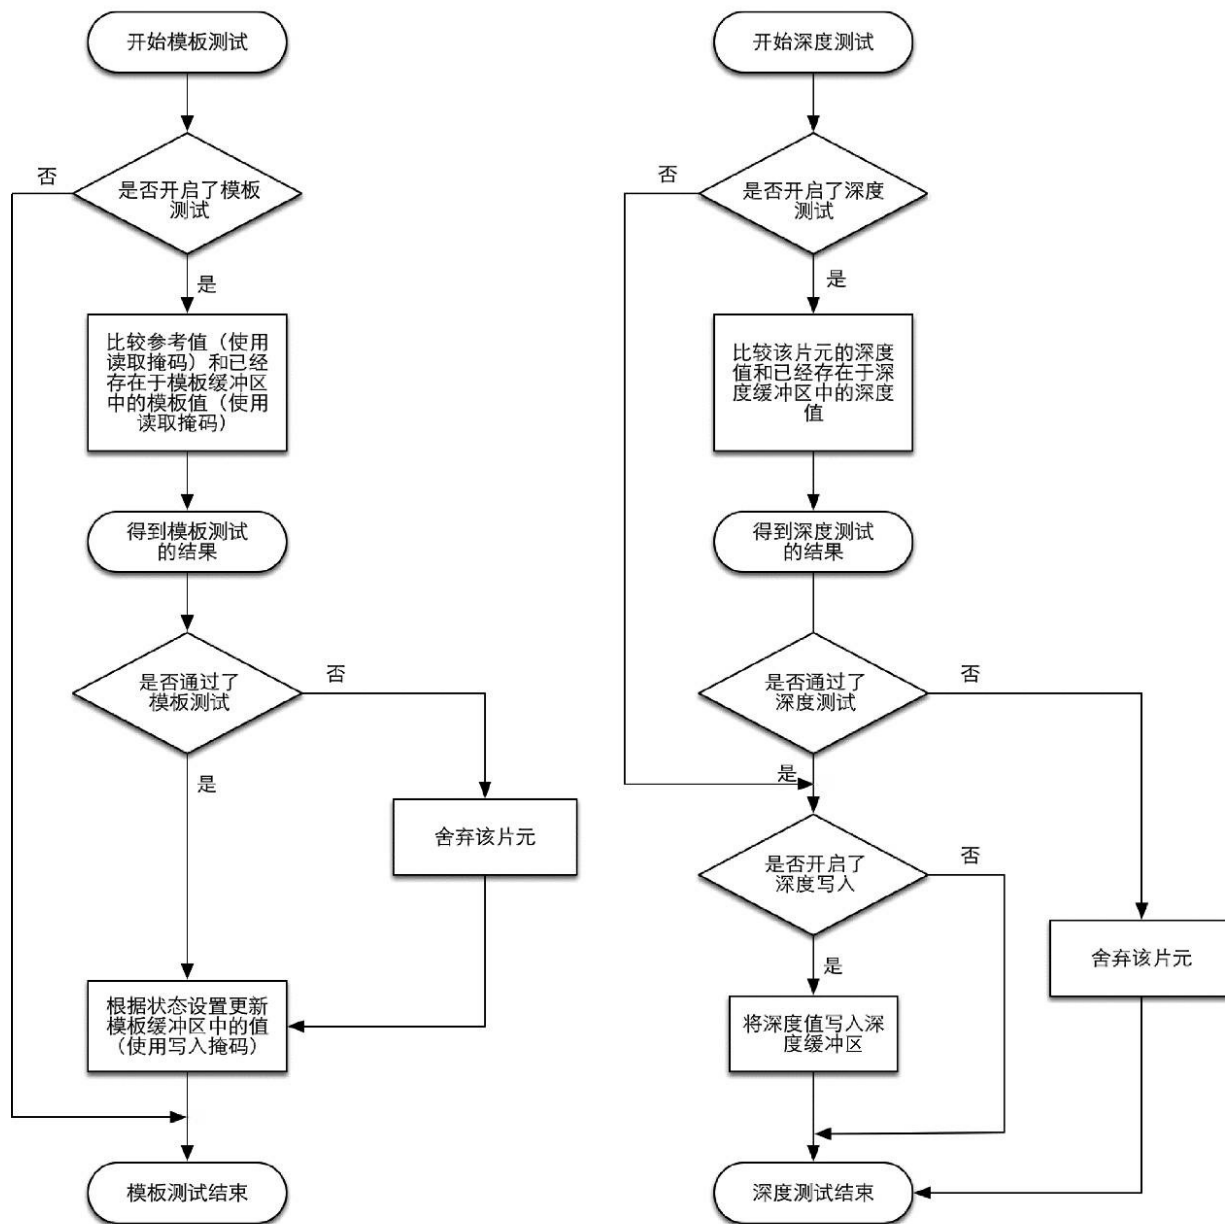 开始模板测试
否
是否开启了模板
测试
是
比较参考值（使用
读取掩码）和已经
存在于模板缓冲区
中的模板值（使用
读取掩码）
得到模板测试
的结果
是否通过了
模板测试
否
是
舍弃该片元
根据状态设置更新
模板缓冲区中的值
（使用写入掩码）
模板测试结束
开始深度测试
否
是否开启了深度
测试
是
比较该片元的深度
值和已经存在于深
度缓冲区中的深度
值
得到深度测试
的结果
是否通过了
深度测试
否
是
是否开启了
深度写入
否
舍弃该片元
是
将深度值写入深
度缓冲区
深度测试结束